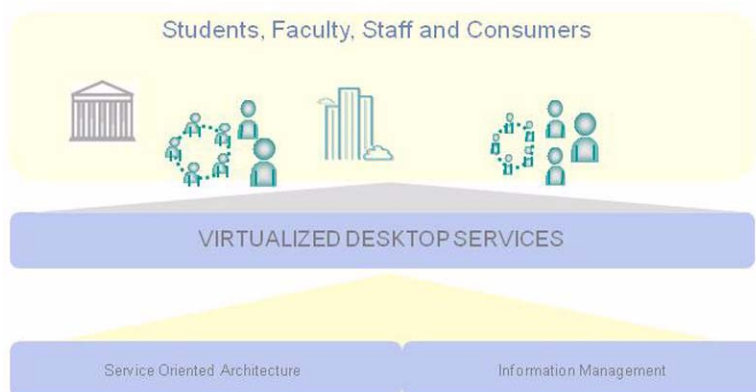 Students, Faculty, Staff and Consumers
VIRTUALIZED DESKTOP SERVICES
Service Oriented Architecture
Information Management